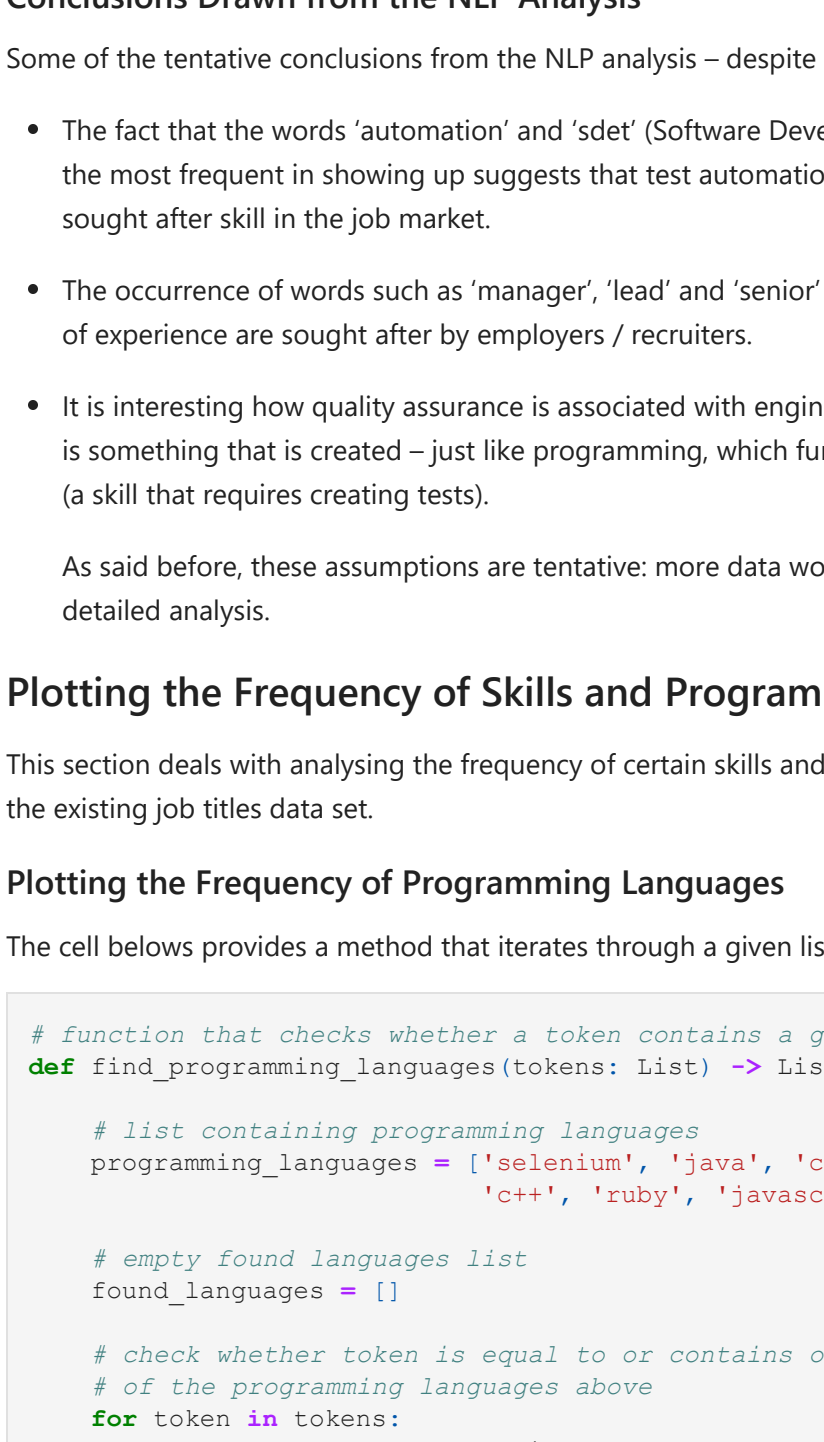 Conclusions Drawn from the NLP Analysis
Some of the tentative conclusions from the NLP analysis – despite
• The fact that the words ‘automation’ and ‘sdet’ (Software Deve
the most frequent in showing up suggests that test automatio
sought after skill in the job market.
• The occurrence of words such as ‘manager’, ‘lead’ and ‘senior’
of experience are sought after by employers / recruiters.
• It is interesting how quality assurance is associated with engin
is something that is created – just like programming, which fu
(a skill that requires creating tests).
As said before, these assumptions are tentative: more data wo
detailed analysis.
Plotting the Frequency of Skills and Program
This section deals with analysing the frequency of certain skills and
the existing job titles data set.
Plotting the Frequency of Programming Languages
The cell belows provides a method that iterates through a given lis
# function that checks whether a token contains a g
def find_programming_languages(tokens: List) -> Lis
# list containing programming languages
programming_languages = ['selenium', 'java', 'c
'c++', 'ruby', 'javasc
# empty found languages list
found_languages = []
# check whether token is equal to or contains o
# of the programming languages above
for token in tokens: